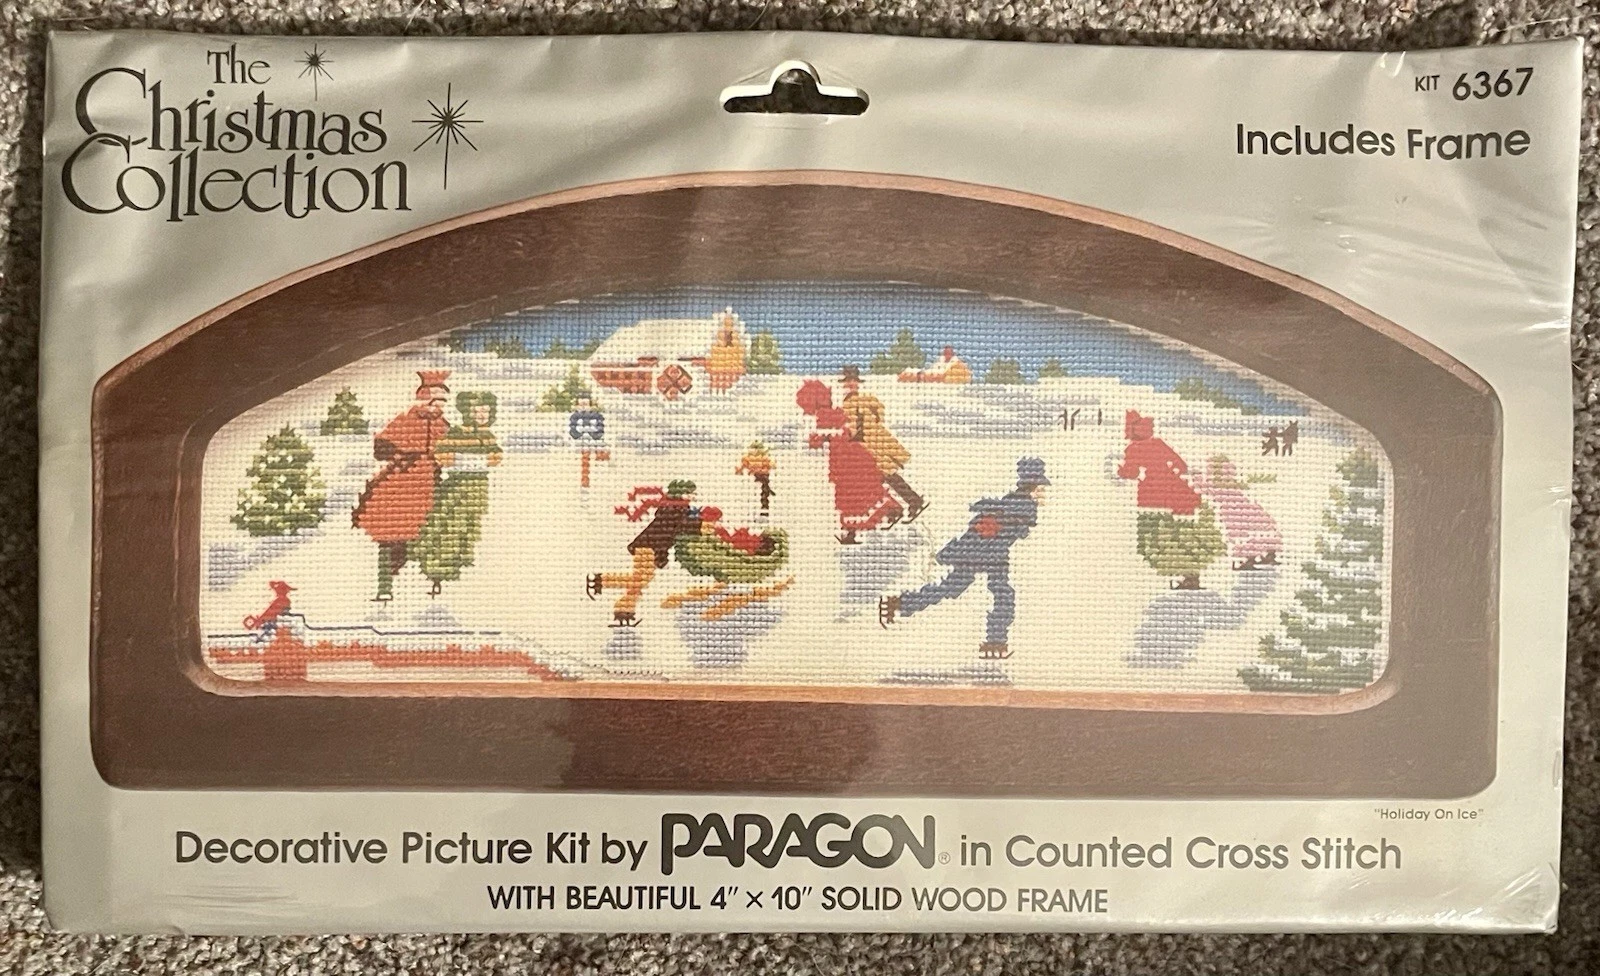 The
Christmas
Collection
KIT 6367
Includes Frame
"Holiday On Ice"
Decorative Picture Kit by PARAGON® in Counted Cross Stitch
WITH BEAUTIFUL 4" × 10" SOLID WOOD FRAME